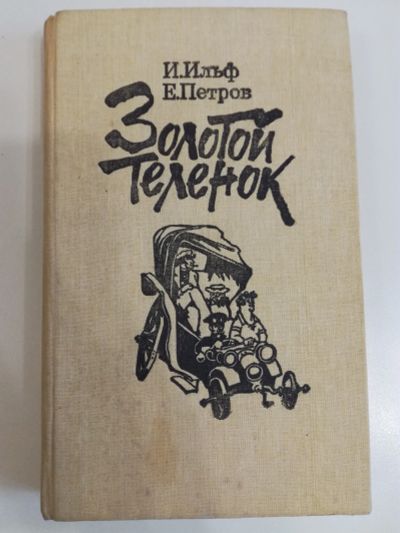 И.Ильф
Е.Петров
Золотой
теленок